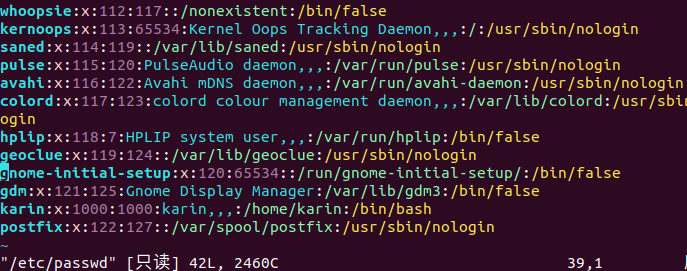 whoopsie:x:112:117::/nonexistent:/bin/false
kernoops:x:113:65534:Kernel Oops Tracking Daemon,,,:/:/usr/sbin/nologin
saned:x:114:119::/var/lib/saned:/usr/sbin/nologin
pulse:x:115:120:PulseAudio daemon,,,:/var/run/pulse:/usr/sbin/nologin
avahi:x:116:122:Avahi mDNS daemon,,,:/var/run/avahi-daemon:/usr/sbin/nologin
colord:x:117:123:colord colour management daemon,,,:/var/lib/colord:/usr/sbin/nol
ogin
hplip:x:118:7:HPLIP system user,,,:/var/run/hplip:/bin/false
geoclue:x:119:124::/var/lib/geoclue:/usr/sbin/nologin
gnome-initial-setup:x:120:65534::/run/gnome-initial-setup/:/bin/false
gdm:x:121:125:Gnome Display Manager:/var/lib/gdm3:/bin/false
karin:x:1000:1000:karin,,,:/home/karin:/bin/bash
postfix:x:122:127::/var/spool/postfix:/usr/sbin/nologin
~
"/etc/passwd" [只读] 42L, 2460C 39,1